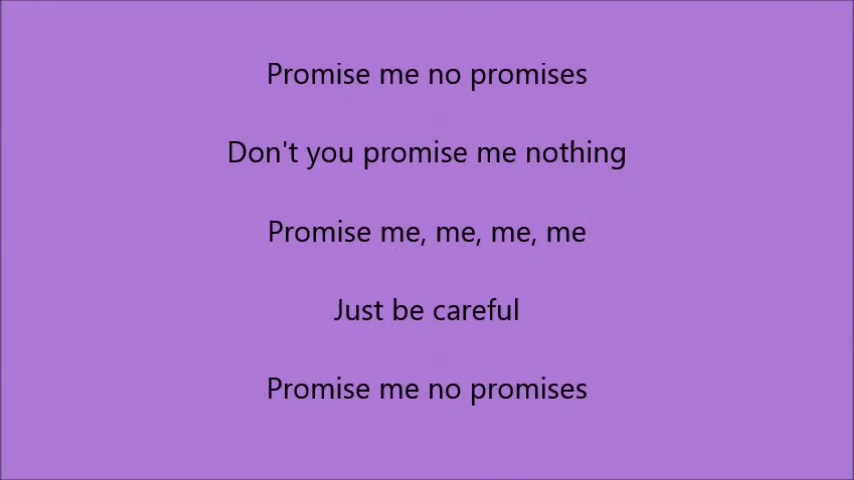 Promise me no promises
Don't you promise me nothing
Promise me, me, me, me
Just be careful
Promise me no promises